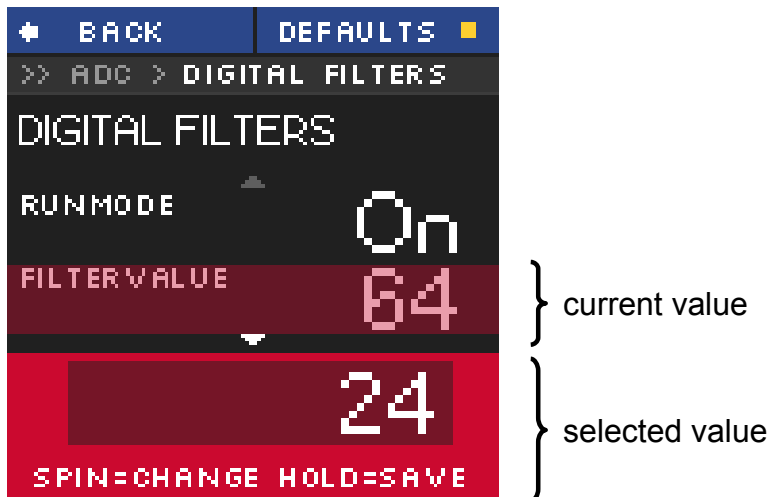 BACK DEFAULTS
>> ADC > DIGITAL FILTERS
DIGITAL FILTERS
RUNMODE On
FILTERVALUE 64
current value
24
selected value
SPIN=CHANGE HOLD=SAVE